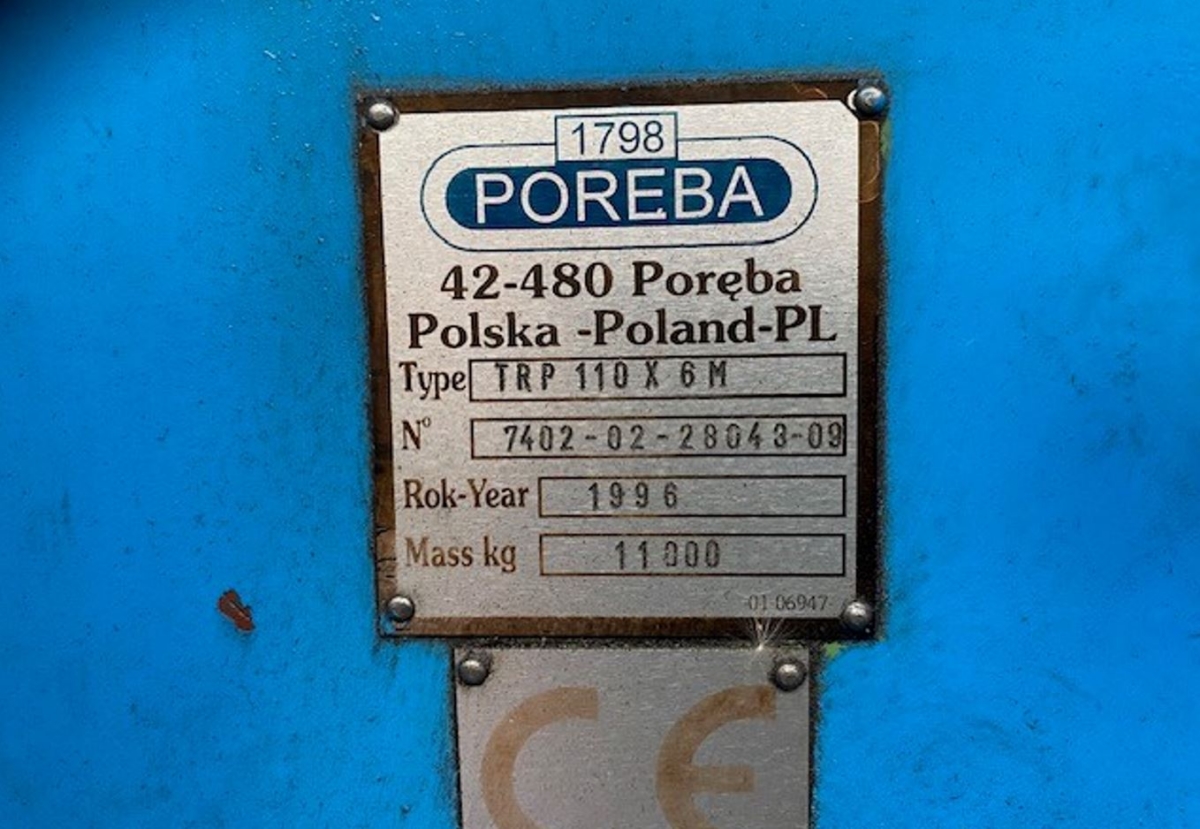 1798
PORĘBA
42-480 Poręba
Polska -Poland-PL
Type TRP 110 X 6 M
N° 7402-02-28043-09
Rok-Year 1996
Mass kg 11000
01-06947
CE